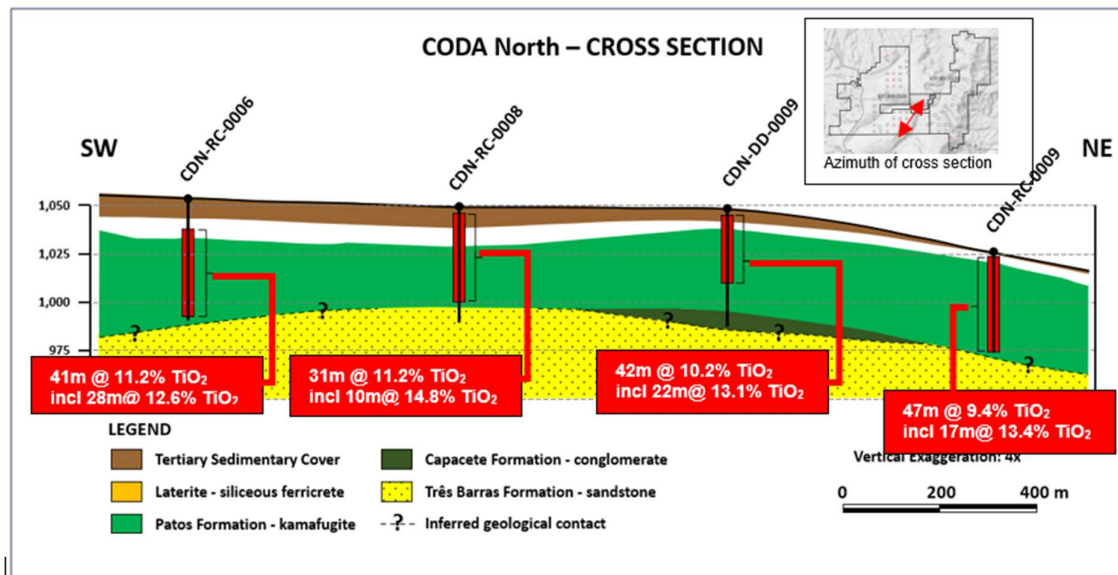 CODA North – CROSS SECTION
Azimuth of cross section
SW
NE
CDN-RC-0006
CDN-RC-0008
CDN-DD-0009
CDN-RC-0009
1,050
1,025
1,000
975
?
?
?
?
?
41m @ 11.2% TiO₂
incl 28m@ 12.6% TiO₂
31m @ 11.2% TiO₂
incl 10m@ 14.8% TiO₂
42m @ 10.2% TiO₂
incl 22m@ 13.1% TiO₂
47m @ 9.4% TiO₂
incl 17m@ 13.4% TiO₂
LEGEND
Tertiary Sedimentary Cover
Laterite - siliceous ferricrete
Patos Formation - kamafugite
Capacete Formation - conglomerate
Três Barras Formation - sandstone
? Inferred geological contact
Vertical Exaggeration: 4x
0 200 400 m